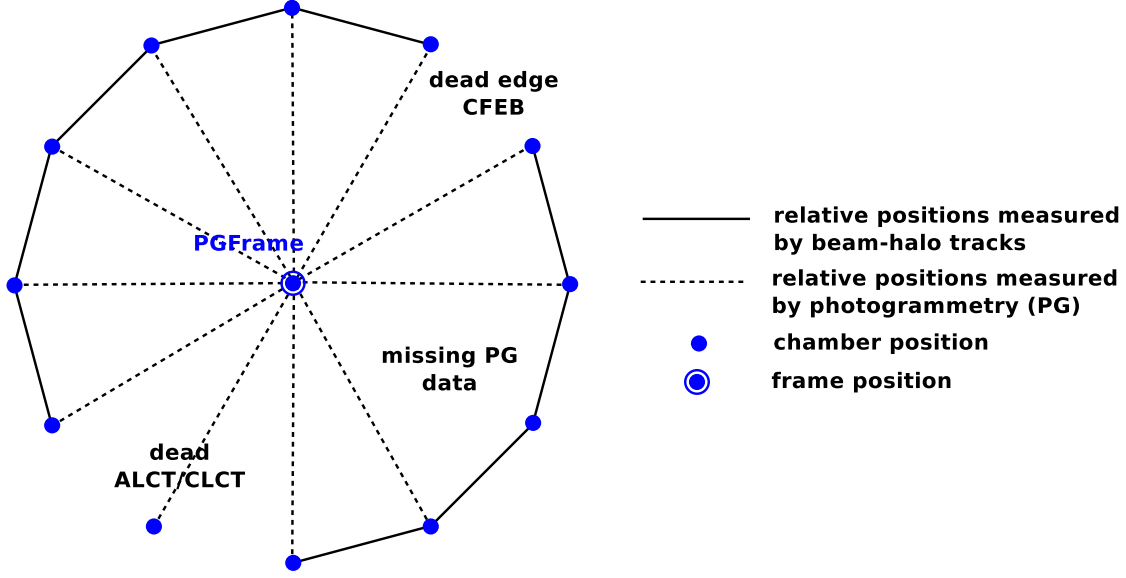 dead edge
CFEB
PGFrame
missing PG
data
dead
ALCT/CLCT
relative positions measured
by beam-halo tracks
relative positions measured
by photogrammetry (PG)
chamber position
frame position